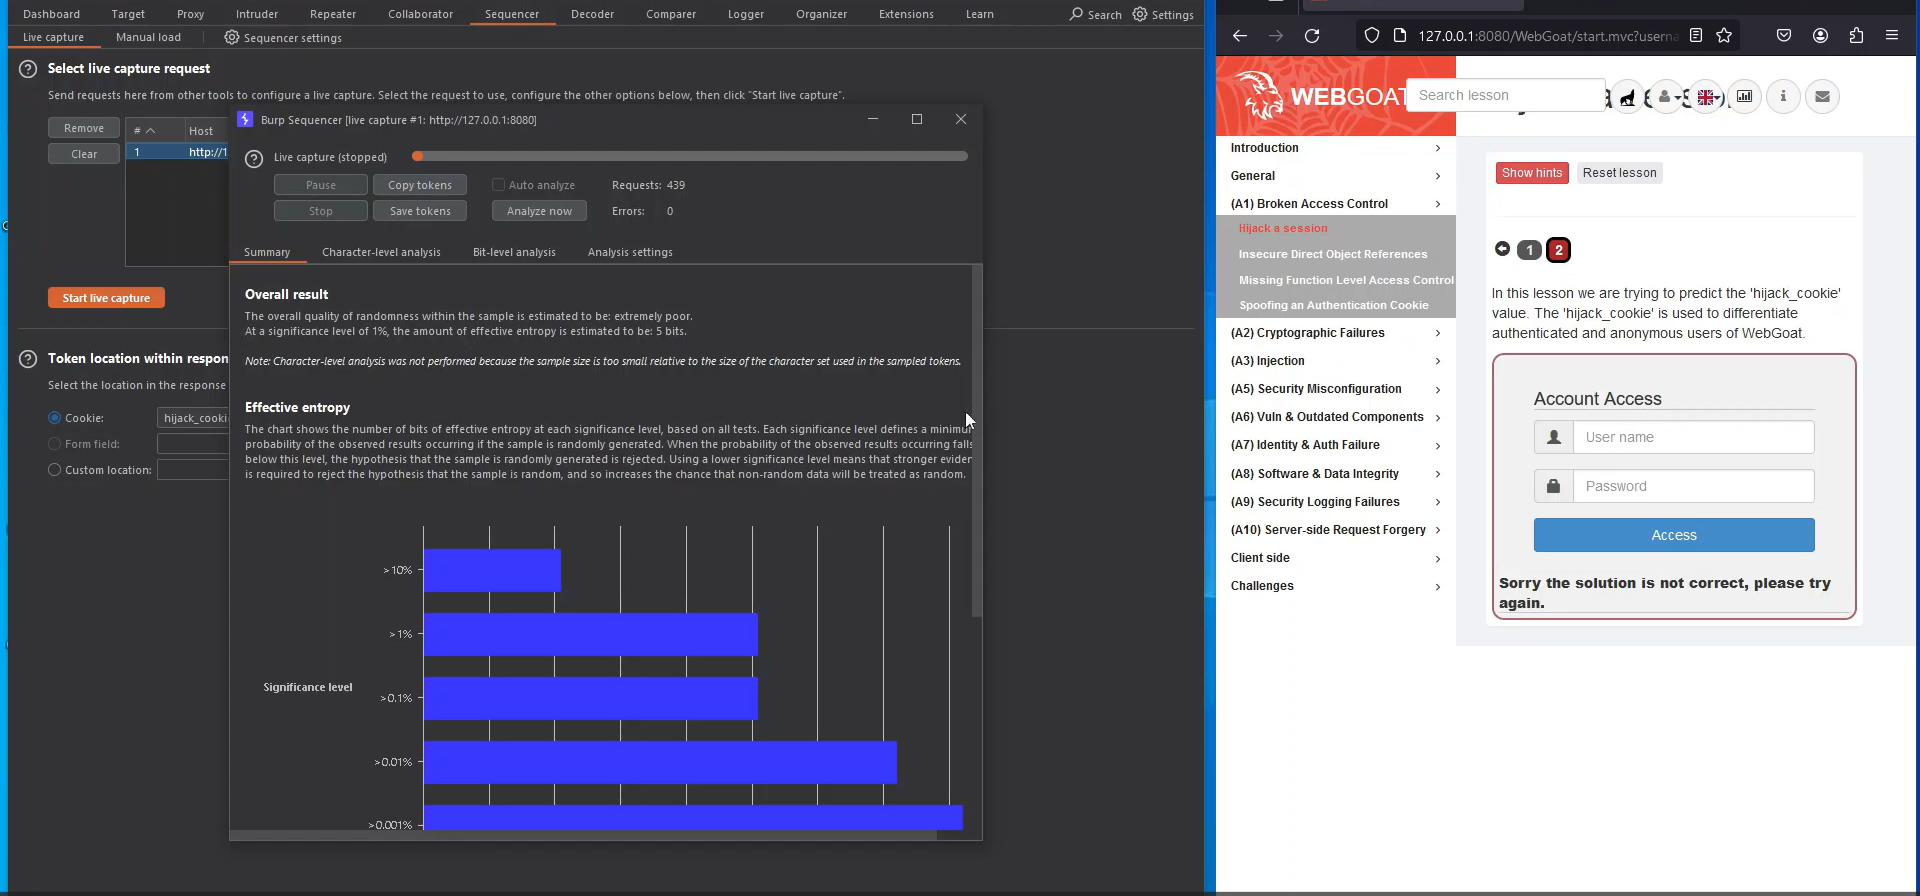 Dashboard Target Proxy Intruder Repeater Collaborator Sequencer Decoder Comparer Logger Organizer Extensions Learn Search Settings
Live capture Manual load Sequencer settings
Select live capture request
Send requests here from other tools to configure a live capture. Select the request to use, configure the other options below, then click "Start live capture".
Remove
Clear
# Host
1 http://1
Start live capture
Token location within respon
Select the location in the response
Cookie: hijack_cooki
Form field:
Custom location:
Burp Sequencer [live capture #1: http://127.0.0.1:8080]
Live capture (stopped)
Pause Copy tokens Auto analyze Requests: 439
Stop Save tokens Analyze now Errors: 0
Summary Character-level analysis Bit-level analysis Analysis settings
Overall result
The overall quality of randomness within the sample is estimated to be: extremely poor.
At a significance level of 1%, the amount of effective entropy is estimated to be: 5 bits.
Note: Character-level analysis was not performed because the sample size is too small relative to the size of the character set used in the sampled tokens.
Effective entropy
The chart shows the number of bits of effective entropy at each significance level, based on all tests. Each significance level defines a minimu
probability of the observed results occurring if the sample is randomly generated. When the probability of the observed results occurring falls
below this level, the hypothesis that the sample is randomly generated is rejected. Using a lower significance level means that stronger eviden
is required to reject the hypothesis that the sample is random, and so increases the chance that non-random data will be treated as random.
>10%
>1%
Significance level
>0.1%
>0.01%
>0.001%
127.0.0.1:8080/WebGoat/start.mvc?userna
WEBGOAT
Search lesson
Introduction
General
(A1) Broken Access Control
Hijack a session
Insecure Direct Object References
Missing Function Level Access Control
Spoofing an Authentication Cookie
(A2) Cryptographic Failures
(A3) Injection
(A5) Security Misconfiguration
(A6) Vuln & Outdated Components
(A7) Identity & Auth Failure
(A8) Software & Data Integrity
(A9) Security Logging Failures
(A10) Server-side Request Forgery
Client side
Challenges
Show hints Reset lesson
1 2
In this lesson we are trying to predict the 'hijack_cookie'
value. The 'hijack_cookie' is used to differentiate
authenticated and anonymous users of WebGoat.
Account Access
User name
Password
Access
Sorry the solution is not correct, please try
again.